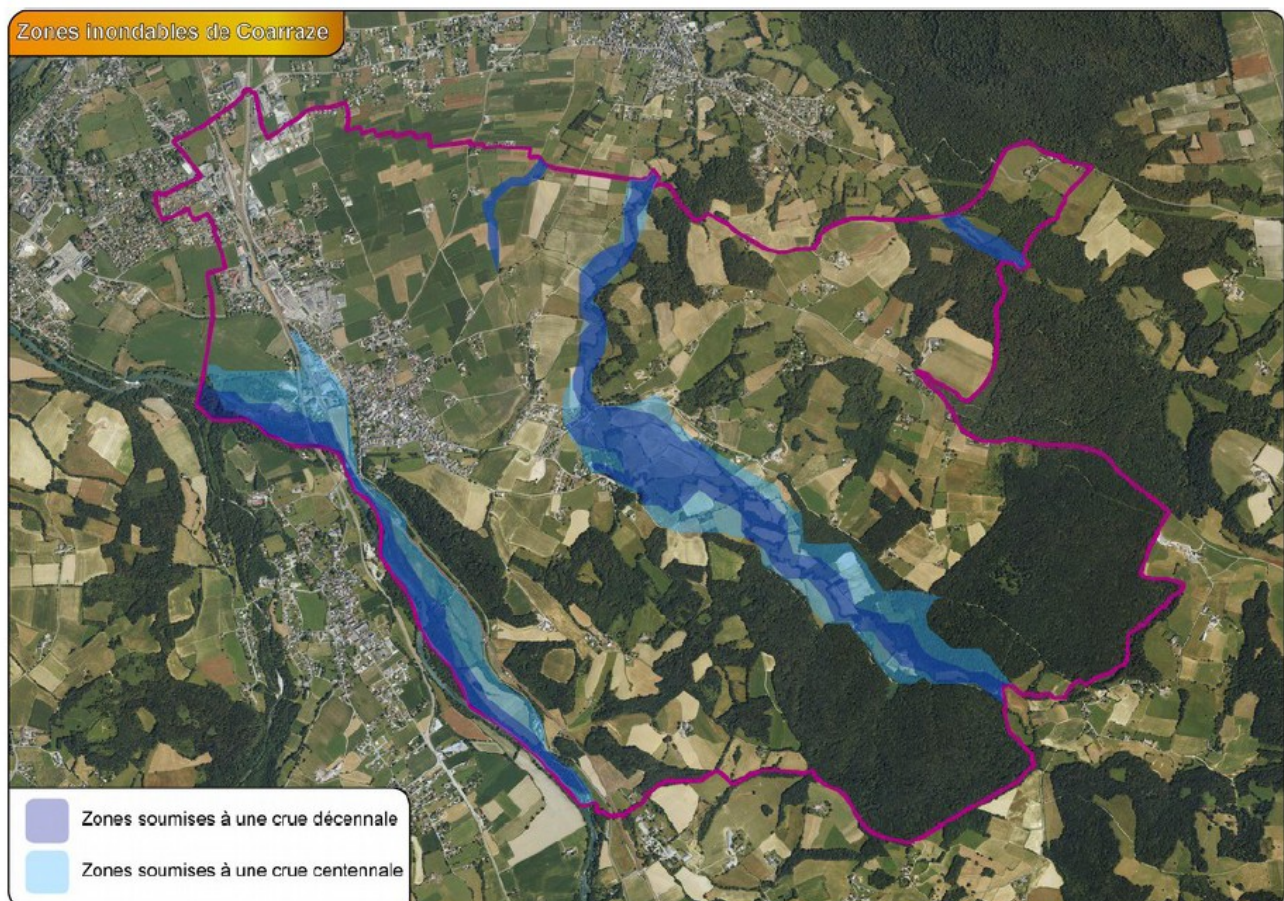 Zones inondables de Coarraze
Zones soumises à une crue décennale
Zones soumises à une crue centennale